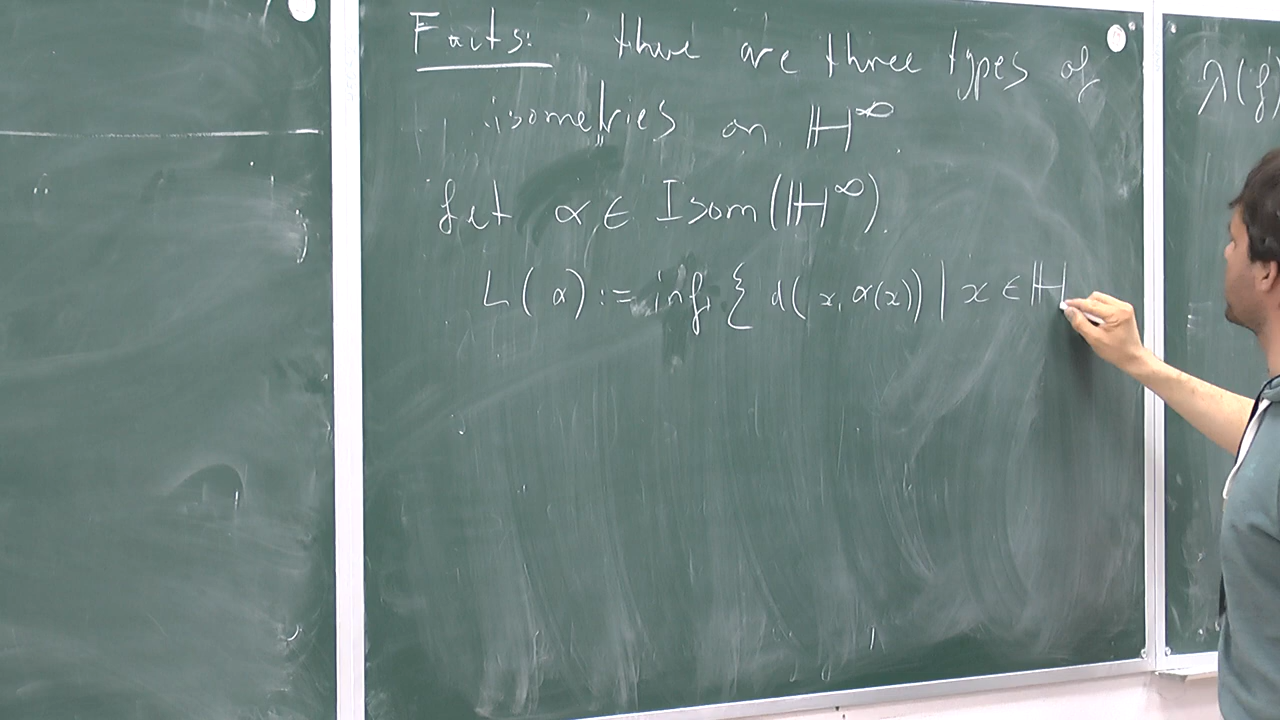 Facts: there are three types of
isometries on ℍ^∞.
Let α ∈ Isom(ℍ^∞).
L(α) := inf { d(x, α(x)) | x ∈ ℍ
λ(f)